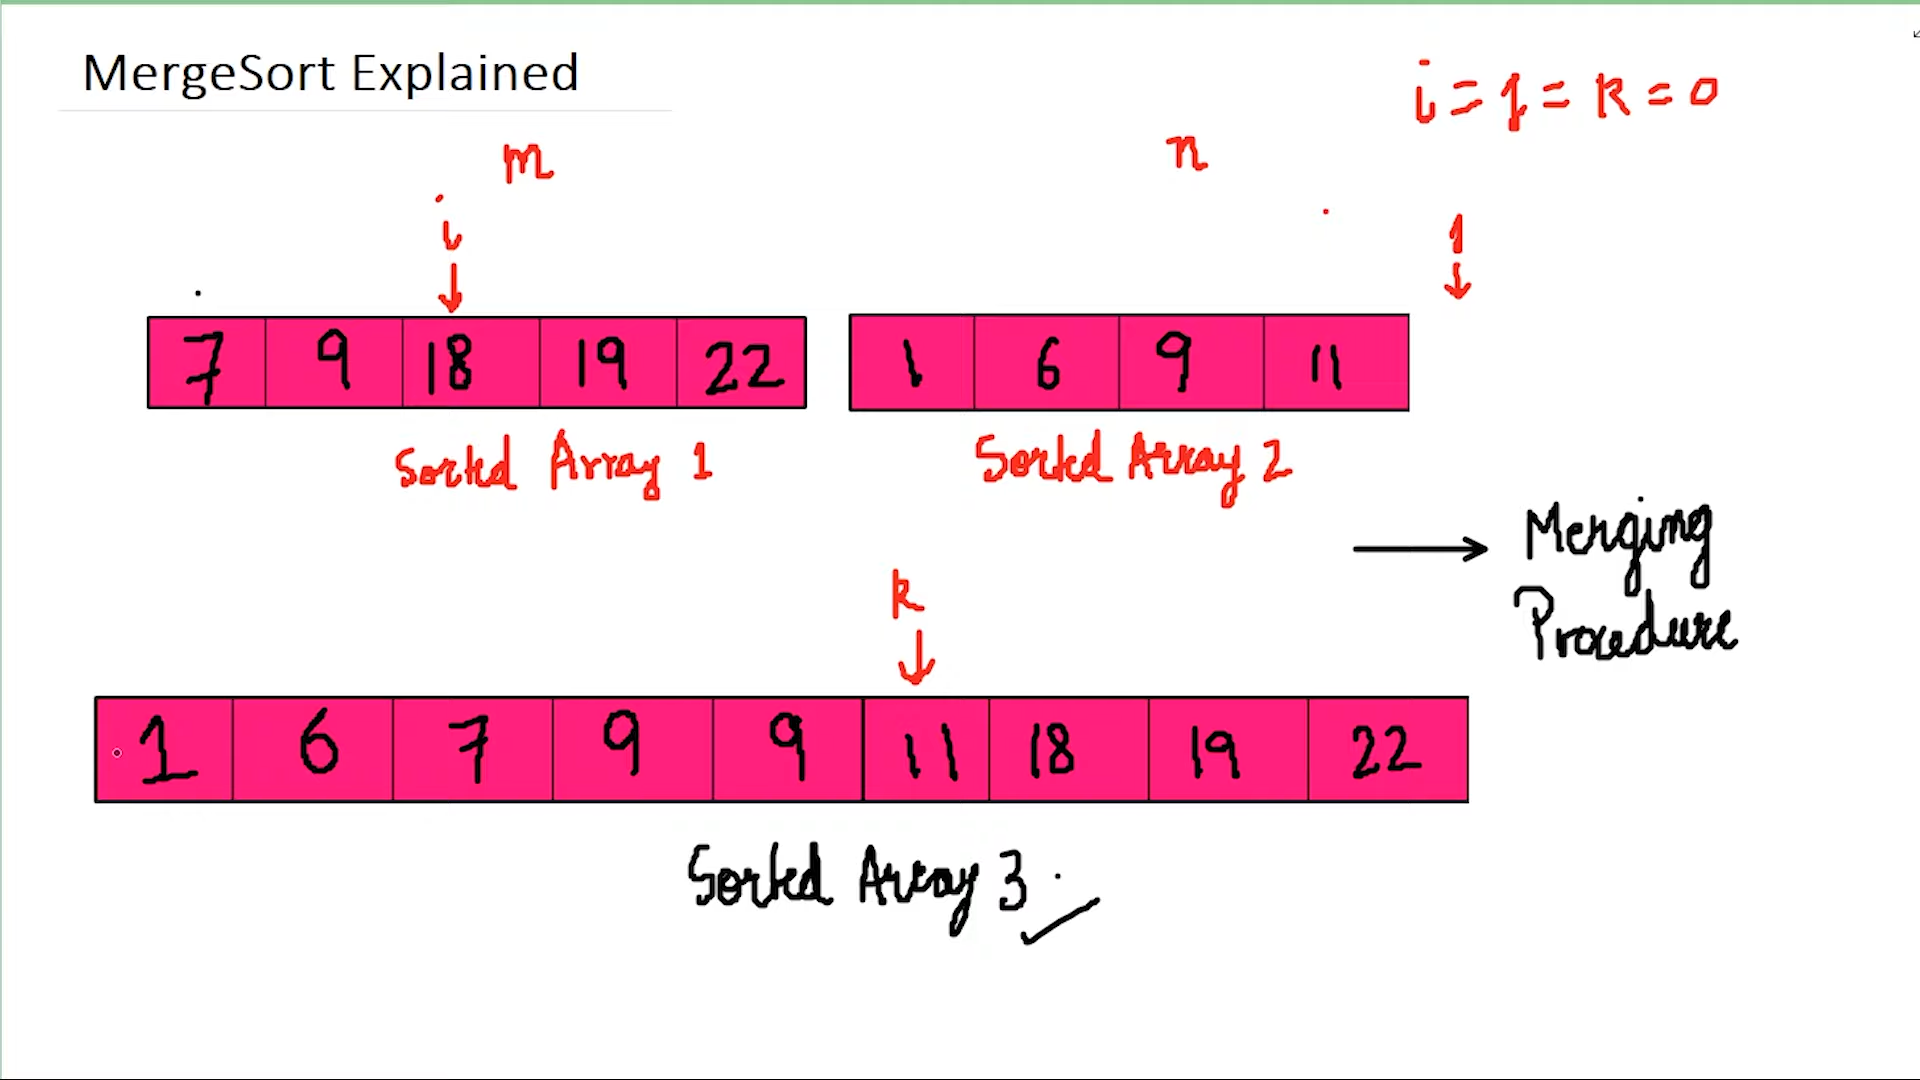 MergeSort Explained
i = j = k = 0
m n
i j
7 9 18 19 22 1 6 9 11
Sorted Array 1 Sorted Array 2
Merging
Procedure
k
1 6 7 9 9 11 18 19 22
Sorted Array 3